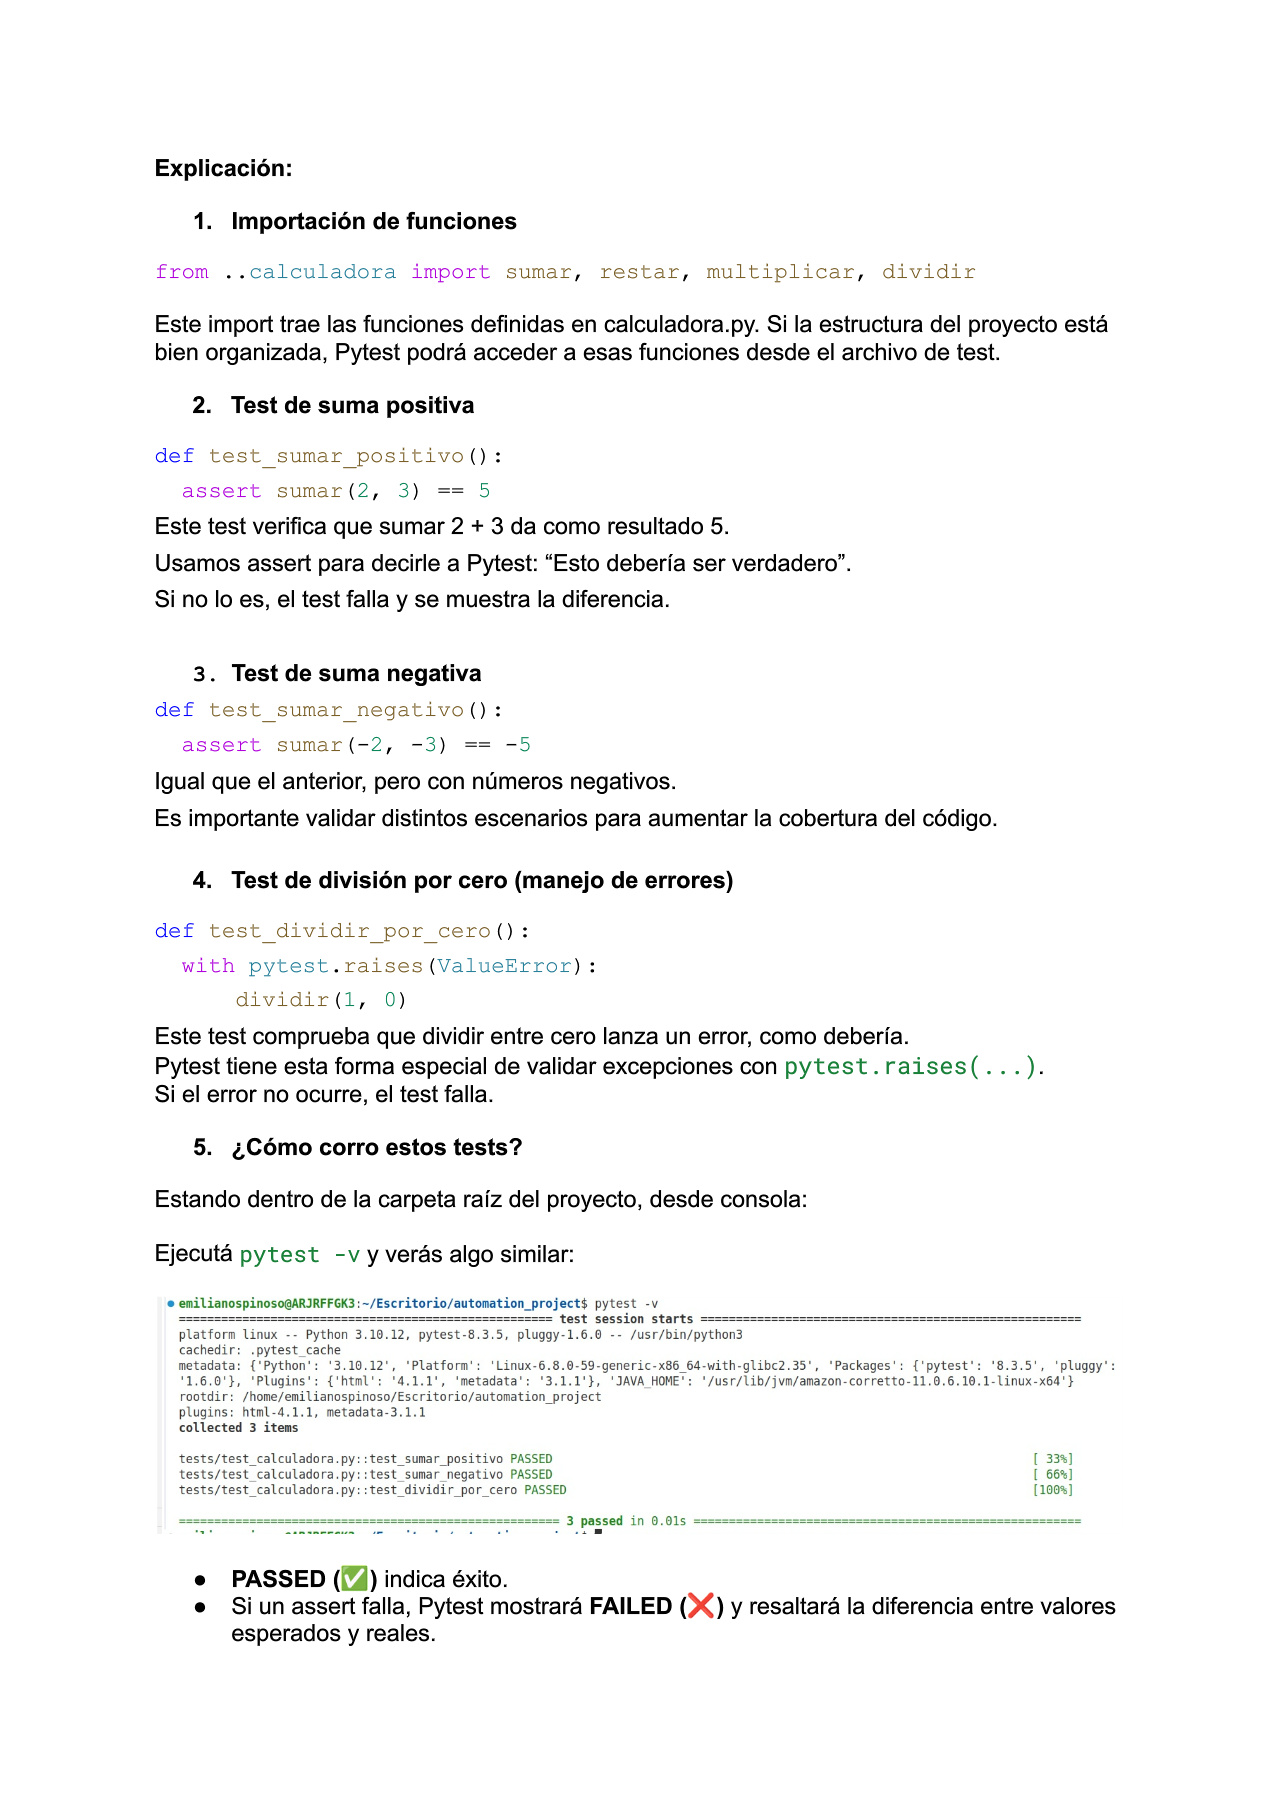 Explicación:
1. Importación de funciones
from ..calculadora import sumar, restar, multiplicar, dividir
Este import trae las funciones definidas en calculadora.py. Si la estructura del proyecto está
bien organizada, Pytest podrá acceder a esas funciones desde el archivo de test.
2. Test de suma positiva
def test_sumar_positivo():
  assert sumar(2, 3) == 5
Este test verifica que sumar 2 + 3 da como resultado 5.
Usamos assert para decirle a Pytest: “Esto debería ser verdadero”.
Si no lo es, el test falla y se muestra la diferencia.
3. Test de suma negativa
def test_sumar_negativo():
  assert sumar(-2, -3) == -5
Igual que el anterior, pero con números negativos.
Es importante validar distintos escenarios para aumentar la cobertura del código.
4. Test de división por cero (manejo de errores)
def test_dividir_por_cero():
  with pytest.raises(ValueError):
      dividir(1, 0)
Este test comprueba que dividir entre cero lanza un error, como debería.
Pytest tiene esta forma especial de validar excepciones con pytest.raises(...).
Si el error no ocurre, el test falla.
5. ¿Cómo corro estos tests?
Estando dentro de la carpeta raíz del proyecto, desde consola:
Ejecutá pytest -v y verás algo similar:
emilianospinoso@ARJRFFGK3:~/Escritorio/automation_project$ pytest -v
===================================================== test session starts ======================================================
platform linux -- Python 3.10.12, pytest-8.3.5, pluggy-1.6.0 -- /usr/bin/python3
cachedir: .pytest_cache
metadata: {'Python': '3.10.12', 'Platform': 'Linux-6.8.0-59-generic-x86_64-with-glibc2.35', 'Packages': {'pytest': '8.3.5', 'pluggy':
'1.6.0'}, 'Plugins': {'html': '4.1.1', 'metadata': '3.1.1'}, 'JAVA_HOME': '/usr/lib/jvm/amazon-corretto-11.0.6.10.1-linux-x64'}
rootdir: /home/emilianospinoso/Escritorio/automation_project
plugins: html-4.1.1, metadata-3.1.1
collected 3 items
tests/test_calculadora.py::test_sumar_positivo PASSED [ 33%]
tests/test_calculadora.py::test_sumar_negativo PASSED [ 66%]
tests/test_calculadora.py::test_dividir_por_cero PASSED [100%]
====================================================== 3 passed in 0.01s =======================================================
● PASSED (✅) indica éxito.
● Si un assert falla, Pytest mostrará FAILED (❌) y resaltará la diferencia entre valores
esperados y reales.